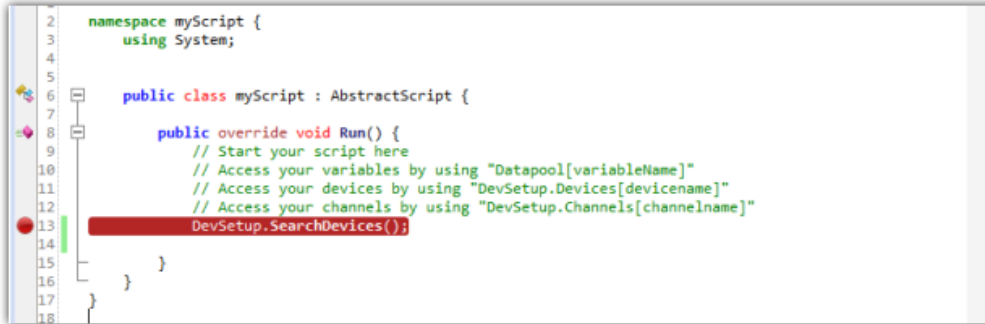 2 namespace myScript {
3 using System;
4
5
6 public class myScript : AbstractScript {
7
8 public override void Run() {
9 // Start your script here
10 // Access your variables by using "Datapool[variableName]"
11 // Access your devices by using "DevSetup.Devices[devicename]"
12 // Access your channels by using "DevSetup.Channels[channelname]"
13 DevSetup.SearchDevices();
14
15 }
16 }
17 }
18